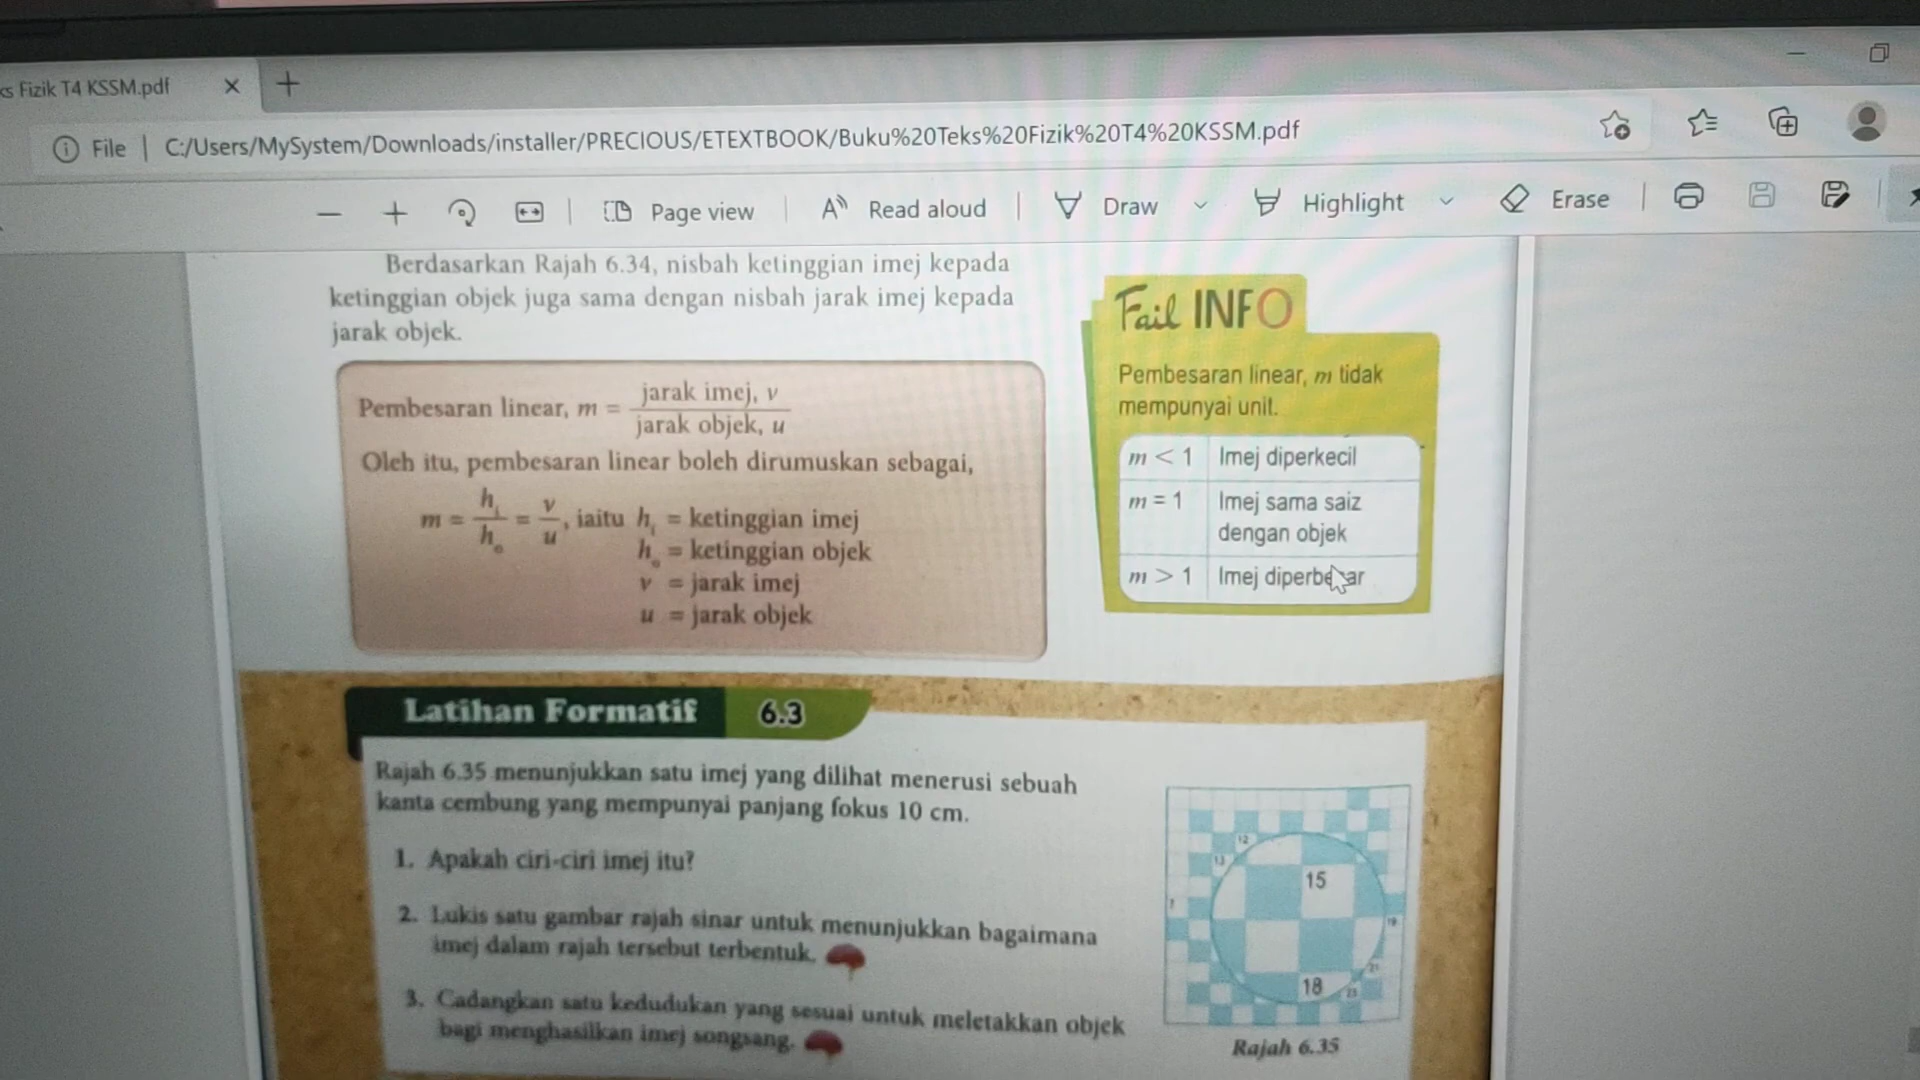 ks Fizik T4 KSSM.pdf
File | C:/Users/MySystem/Downloads/installer/PRECIOUS/ETEXTBOOK/Buku%20Teks%20Fizik%20T4%20KSSM.pdf
Page view | Read aloud | Draw Highlight Erase
Berdasarkan Rajah 6.34, nisbah ketinggian imej kepada
ketinggian objek juga sama dengan nisbah jarak imej kepada
jarak objek.
Pembesaran linear, m = jarak imej, v / jarak objek, u
Oleh itu, pembesaran linear boleh dirumuskan sebagai,
m = hᵢ/hₒ = v/u, iaitu hᵢ = ketinggian imej
hₒ = ketinggian objek
v = jarak imej
u = jarak objek
Fail INFO
Pembesaran linear, m tidak
mempunyai unit.
m < 1 Imej diperkecil
m = 1 Imej sama saiz
dengan objek
m > 1 Imej diperbesar
Latihan Formatif 6.3
Rajah 6.35 menunjukkan satu imej yang dilihat menerusi sebuah
kanta cembung yang mempunyai panjang fokus 10 cm.
1. Apakah ciri-ciri imej itu?
2. Lukis satu gambar rajah sinar untuk menunjukkan bagaimana
imej dalam rajah tersebut terbentuk.
3. Cadangkan satu kedudukan yang sesuai untuk meletakkan objek
bagi menghasilkan imej songsang.
12
13
15
19
21
18
Rajah 6.35